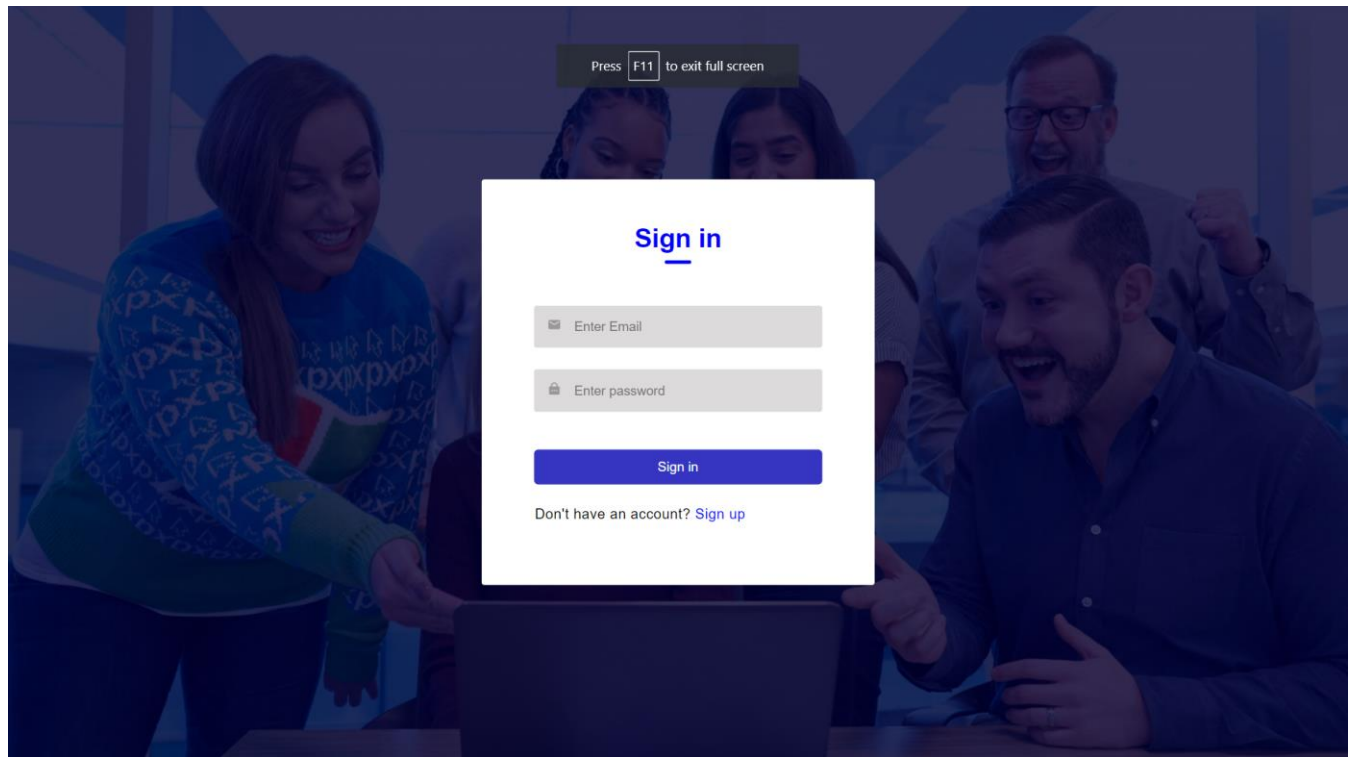 Press F11 to exit full screen
Sign in
Enter Email
Enter password
Sign in
Don't have an account? Sign up